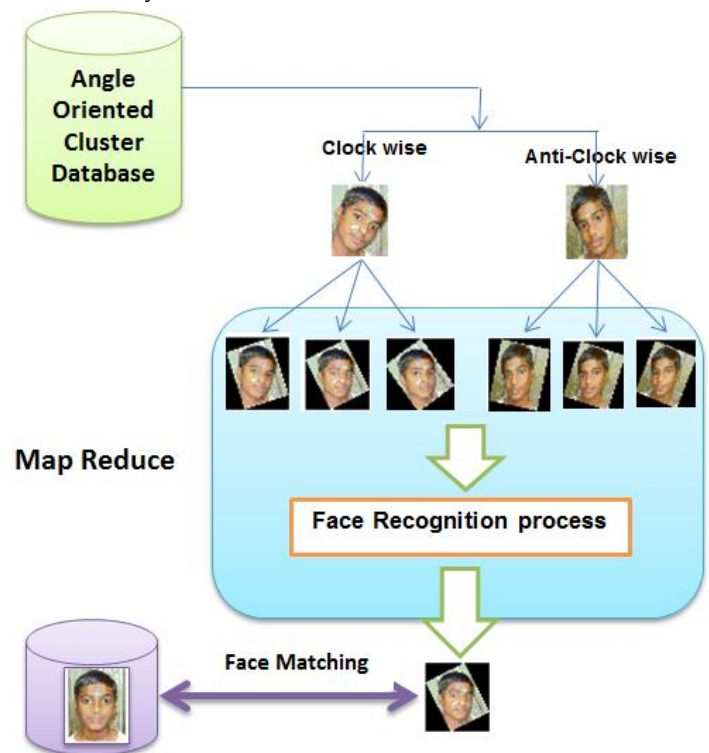 Angle
Oriented
Cluster
Database
Clock wise
Anti-Clock wise
Map Reduce
Face Recognition process
Face Matching